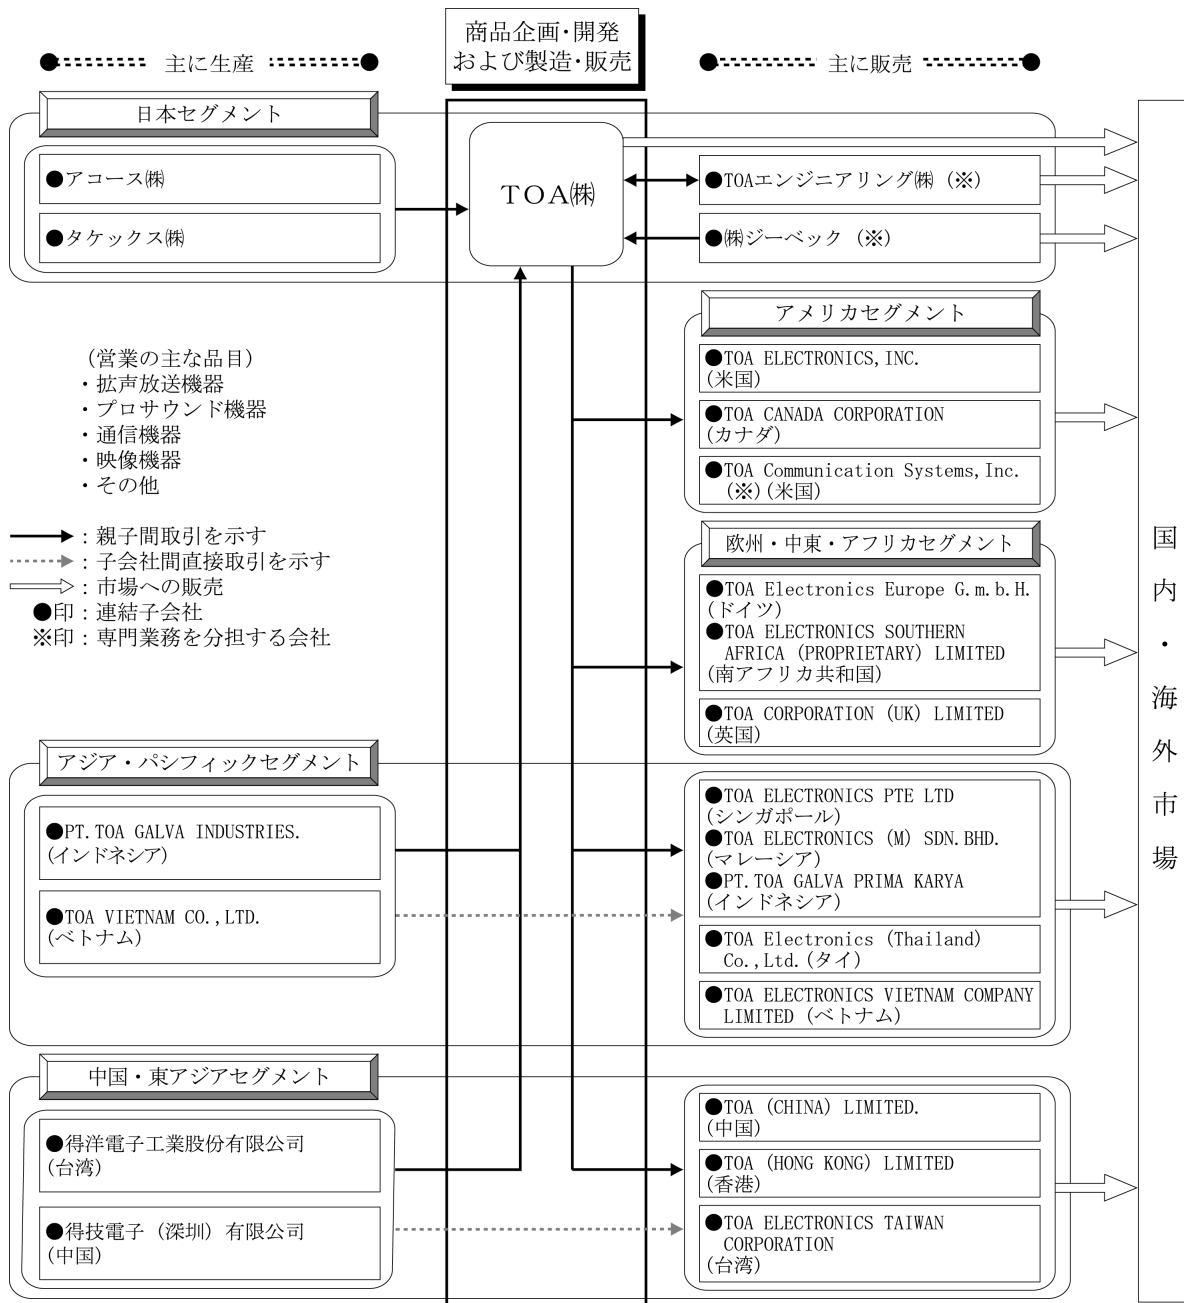 商品企画・開発
および製造・販売
主に生産
主に販売
日本セグメント
●アコース㈱
●タケックス㈱
TOA㈱
●TOAエンジニアリング㈱（※）
●㈱ジーベック（※）
アメリカセグメント
●TOA ELECTRONICS, INC.
(米国)
●TOA CANADA CORPORATION
(カナダ)
●TOA Communication Systems, Inc.
(※)(米国)
（営業の主な品目）
・拡声放送機器
・プロサウンド機器
・通信機器
・映像機器
・その他
：親子間取引を示す
：子会社間直接取引を示す
：市場への販売
●印：連結子会社
※印：専門業務を分担する会社
欧州・中東・アフリカセグメント
●TOA Electronics Europe G.m.b.H.
(ドイツ)
●TOA ELECTRONICS SOUTHERN
AFRICA (PROPRIETARY) LIMITED
(南アフリカ共和国)
●TOA CORPORATION (UK) LIMITED
(英国)
アジア・パシフィックセグメント
●PT. TOA GALVA INDUSTRIES.
(インドネシア)
●TOA VIETNAM CO., LTD.
(ベトナム)
●TOA ELECTRONICS PTE LTD
(シンガポール)
●TOA ELECTRONICS (M) SDN. BHD.
(マレーシア)
●PT. TOA GALVA PRIMA KARYA
(インドネシア)
●TOA Electronics (Thailand)
Co., Ltd. (タイ)
●TOA ELECTRONICS VIETNAM COMPANY
LIMITED (ベトナム)
中国・東アジアセグメント
●得洋電子工業股份有限公司
(台湾)
●得技電子（深圳）有限公司
(中国)
●TOA (CHINA) LIMITED.
(中国)
●TOA (HONG KONG) LIMITED
(香港)
●TOA ELECTRONICS TAIWAN
CORPORATION
(台湾)
国内・海外市場